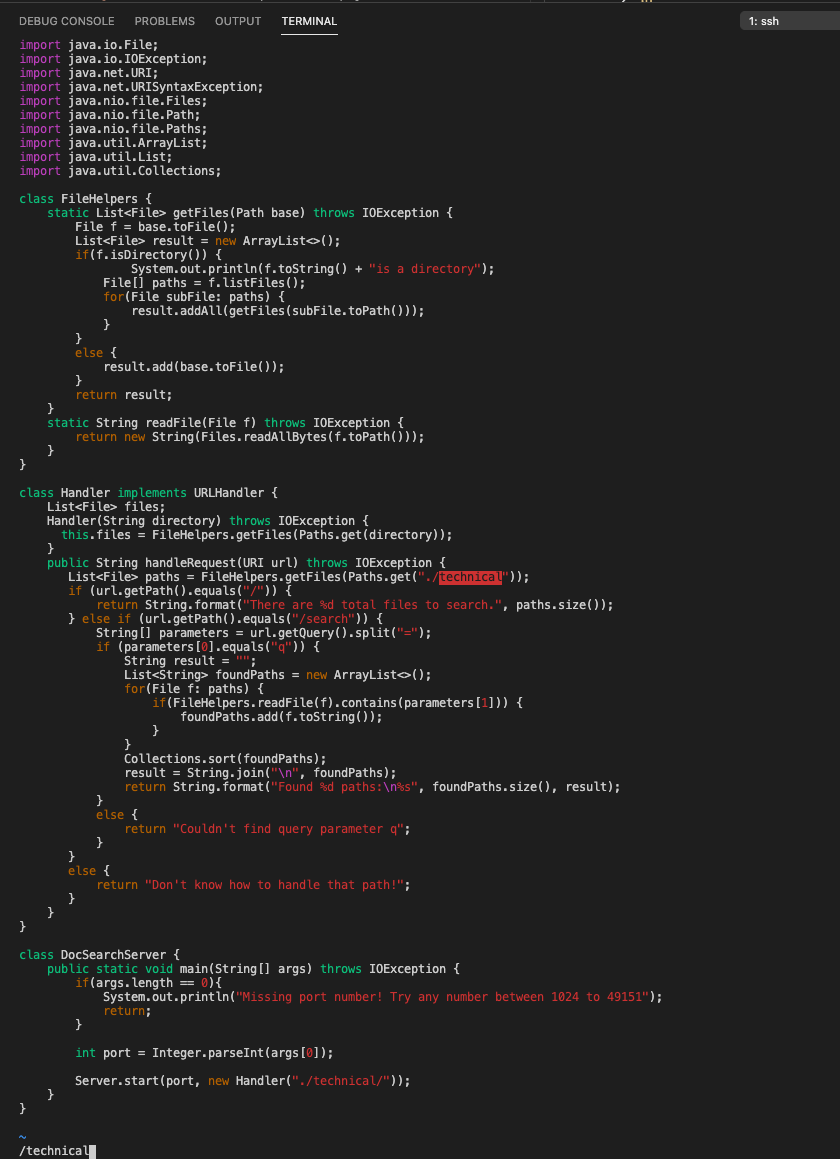 DEBUG CONSOLE PROBLEMS OUTPUT TERMINAL 1: ssh
import java.io.File;
import java.io.IOException;
import java.net.URI;
import java.net.URISyntaxException;
import java.nio.file.Files;
import java.nio.file.Path;
import java.nio.file.Paths;
import java.util.ArrayList;
import java.util.List;
import java.util.Collections;

class FileHelpers {
    static List<File> getFiles(Path base) throws IOException {
        File f = base.toFile();
        List<File> result = new ArrayList<>();
        if(f.isDirectory()) {
                System.out.println(f.toString() + "is a directory");
            File[] paths = f.listFiles();
            for(File subFile: paths) {
                result.addAll(getFiles(subFile.toPath()));
            }
        }
        else {
            result.add(base.toFile());
        }
        return result;
    }
    static String readFile(File f) throws IOException {
        return new String(Files.readAllBytes(f.toPath()));
    }
}

class Handler implements URLHandler {
    List<File> files;
    Handler(String directory) throws IOException {
      this.files = FileHelpers.getFiles(Paths.get(directory));
    }
    public String handleRequest(URI url) throws IOException {
       List<File> paths = FileHelpers.getFiles(Paths.get("./technical"));
       if (url.getPath().equals("/")) {
           return String.format("There are %d total files to search.", paths.size());
       } else if (url.getPath().equals("/search")) {
           String[] parameters = url.getQuery().split("=");
           if (parameters[0].equals("q")) {
               String result = "";
               List<String> foundPaths = new ArrayList<>();
               for(File f: paths) {
                   if(FileHelpers.readFile(f).contains(parameters[1])) {
                       foundPaths.add(f.toString());
                   }
               }
               Collections.sort(foundPaths);
               result = String.join("\n", foundPaths);
               return String.format("Found %d paths:\n%s", foundPaths.size(), result);
           }
           else {
               return "Couldn't find query parameter q";
           }
       }
       else {
           return "Don't know how to handle that path!";
       }
    }
}

class DocSearchServer {
    public static void main(String[] args) throws IOException {
        if(args.length == 0){
            System.out.println("Missing port number! Try any number between 1024 to 49151");
            return;
        }

        int port = Integer.parseInt(args[0]);

        Server.start(port, new Handler("./technical/"));
    }
}

~
/technical